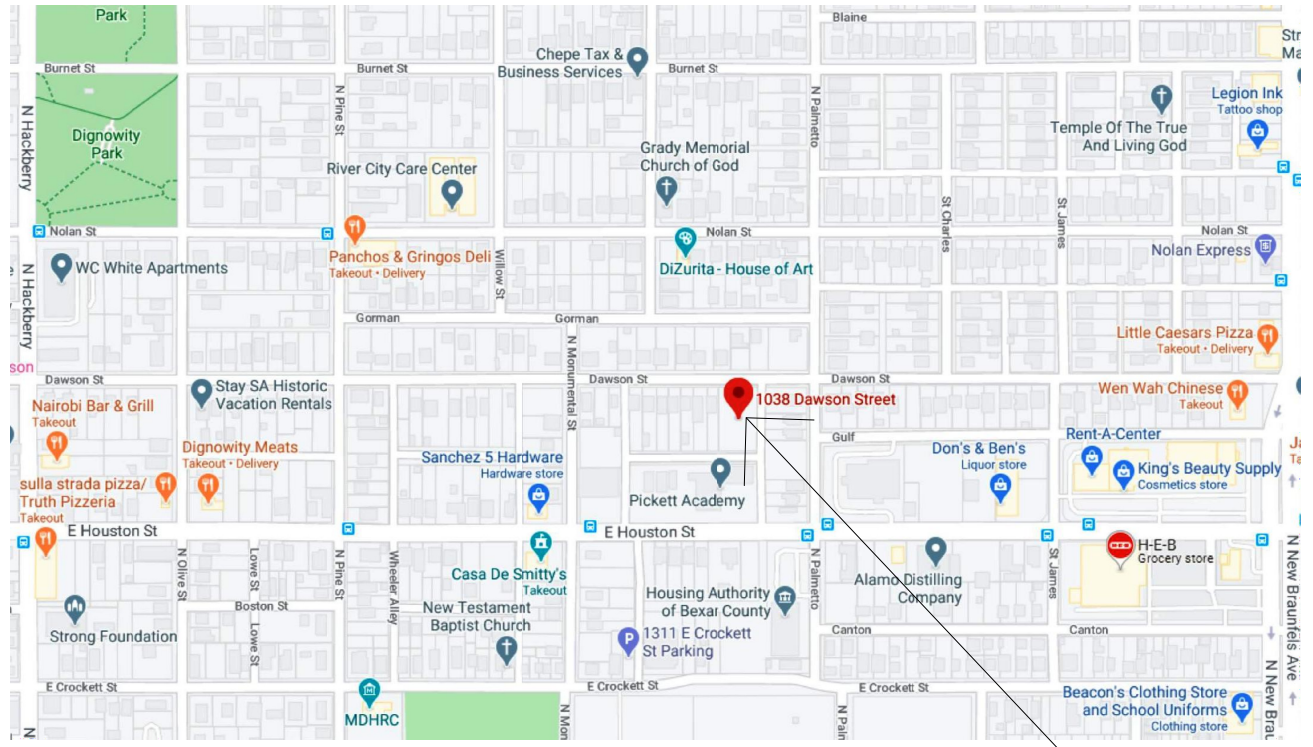 Park
Blaine
Str
Ma
Chepe Tax &
Business Services
Burnet St
Burnet St
Burnet St
N Hackberry
N Pine St
N Palmetto
Legion Ink
Tattoo shop
Dignowity
Park
Temple Of The True
And Living God
Grady Memorial
Church of God
River City Care Center
St Charles
St James
Nolan St
Nolan St
Nolan St
Panchos & Gringos Deli
Takeout • Delivery
Willow St
DiZurita - House of Art
Nolan Express
WC White Apartments
N Hackberry
Gorman
Gorman
N Monumental St
Little Caesars Pizza
Takeout • Delivery
son
Dawson St
Dawson St
Dawson St
Stay SA Historic
Vacation Rentals
1038 Dawson Street
Wen Wah Chinese
Takeout
Nairobi Bar & Grill
Takeout
Dignowity Meats
Takeout • Delivery
Gulf
Rent-A-Center
Don's & Ben's
Liquor store
Sanchez 5 Hardware
Hardware store
King's Beauty Supply
Cosmetics store
Ja
Ta
sulla strada pizza/
Truth Pizzeria
Takeout
Pickett Academy
E Houston St
E Houston St
N Olive St
Lowe St
N Pine St
Wheeler Alley
N Palmetto
St James
H-E-B
Grocery store
N New Braunfels Ave
Casa De Smitty's
Takeout
Alamo Distilling
Company
Housing Authority
of Bexar County
Boston St
New Testament
Baptist Church
Strong Foundation
Lowe St
1311 E Crockett
St Parking
Canton
Canton
E Crockett St
E Crockett St
E Crockett St
MDHRC
N
N Mon
N Pain
Beacon's Clothing Store
and School Uniforms
Clothing store
N New Brau